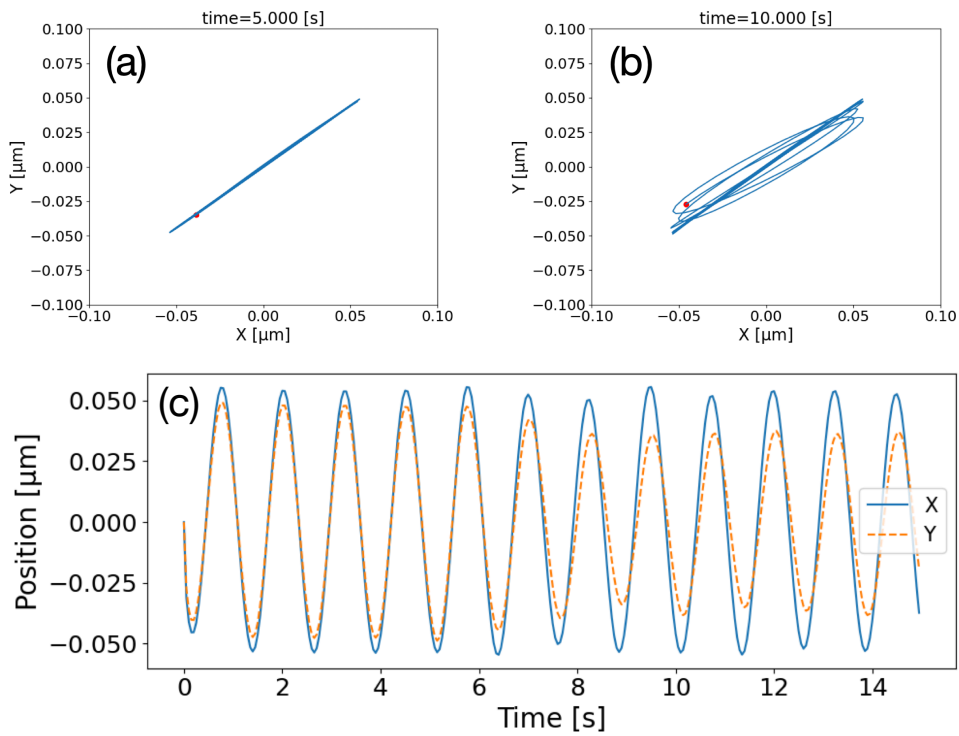 time=5.000 [s]
(a)
0.100
0.075
0.050
0.025
0.000
−0.025
−0.050
−0.075
−0.100
Y [µm]
−0.10 −0.05 0.00 0.05 0.10
X [µm]
time=10.000 [s]
(b)
0.100
0.075
0.050
0.025
0.000
−0.025
−0.050
−0.075
−0.100
Y [µm]
−0.10 −0.05 0.00 0.05 0.10
X [µm]
(c)
0.050
0.025
0.000
−0.025
−0.050
Position [µm]
X
Y
0 2 4 6 8 10 12 14
Time [s]